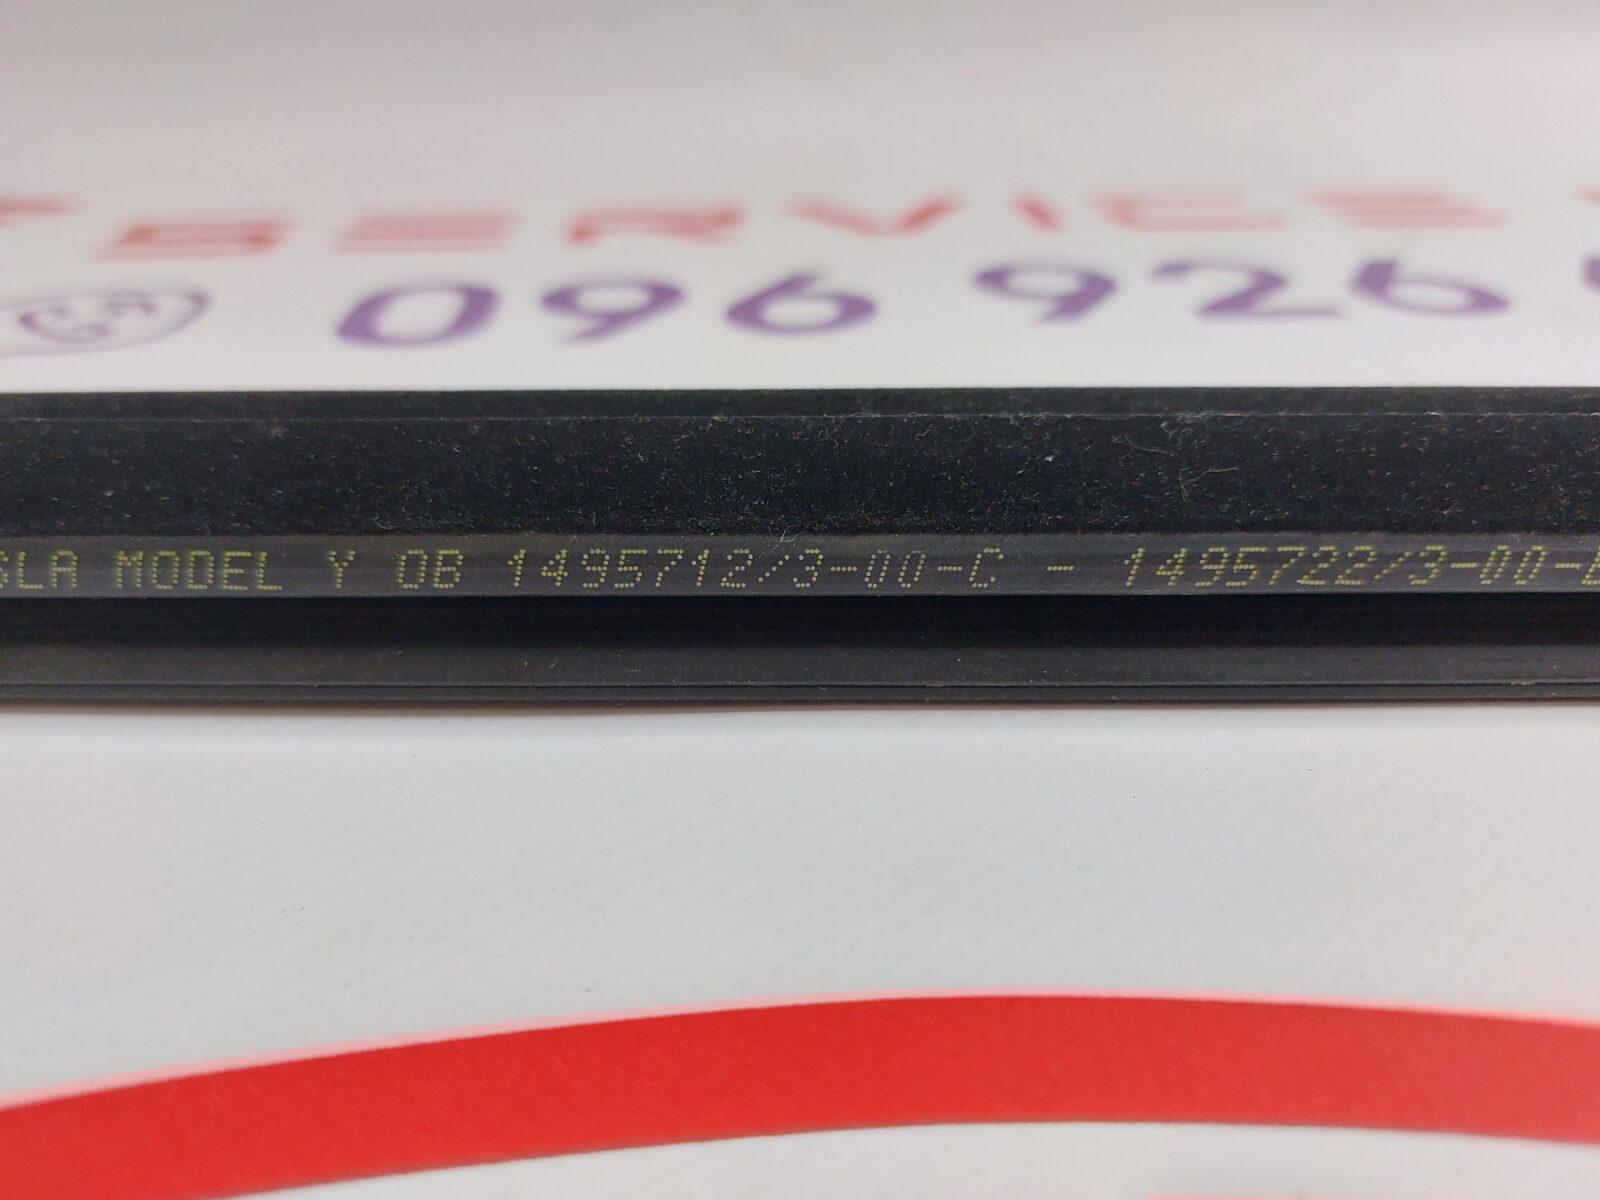 SERVICE
096 926
SLA MODEL Y OB 1495712/3-00-C - 1495722/3-00-